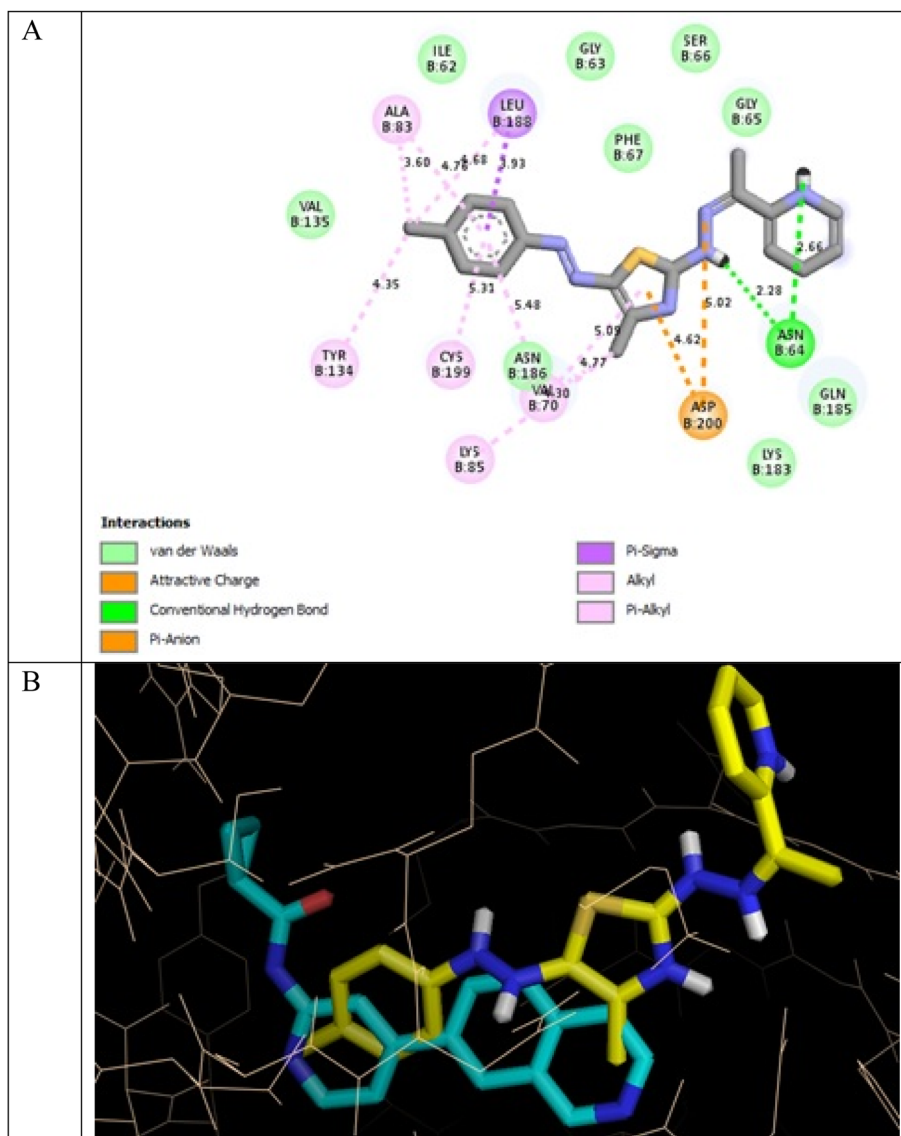 A
ILE
B:62
GLY
B:63
SER
B:66
ALA
B:83
LEU
B:188
GLY
B:65
PHE
B:67
VAL
B:135
3.60
4.76
4.68
3.93
2.66
4.35
5.31
5.48
5.09
4.77
4.62
5.02
2.28
ASN
B:64
TYR
B:134
CYS
B:199
ASN
B:186
VAL
B:70
4.30
ASP
B:200
GLN
B:185
LYS
B:85
LYS
B:183
Interactions
van der Waals
Attractive Charge
Conventional Hydrogen Bond
Pi-Anion
Pi-Sigma
Alkyl
Pi-Alkyl
B